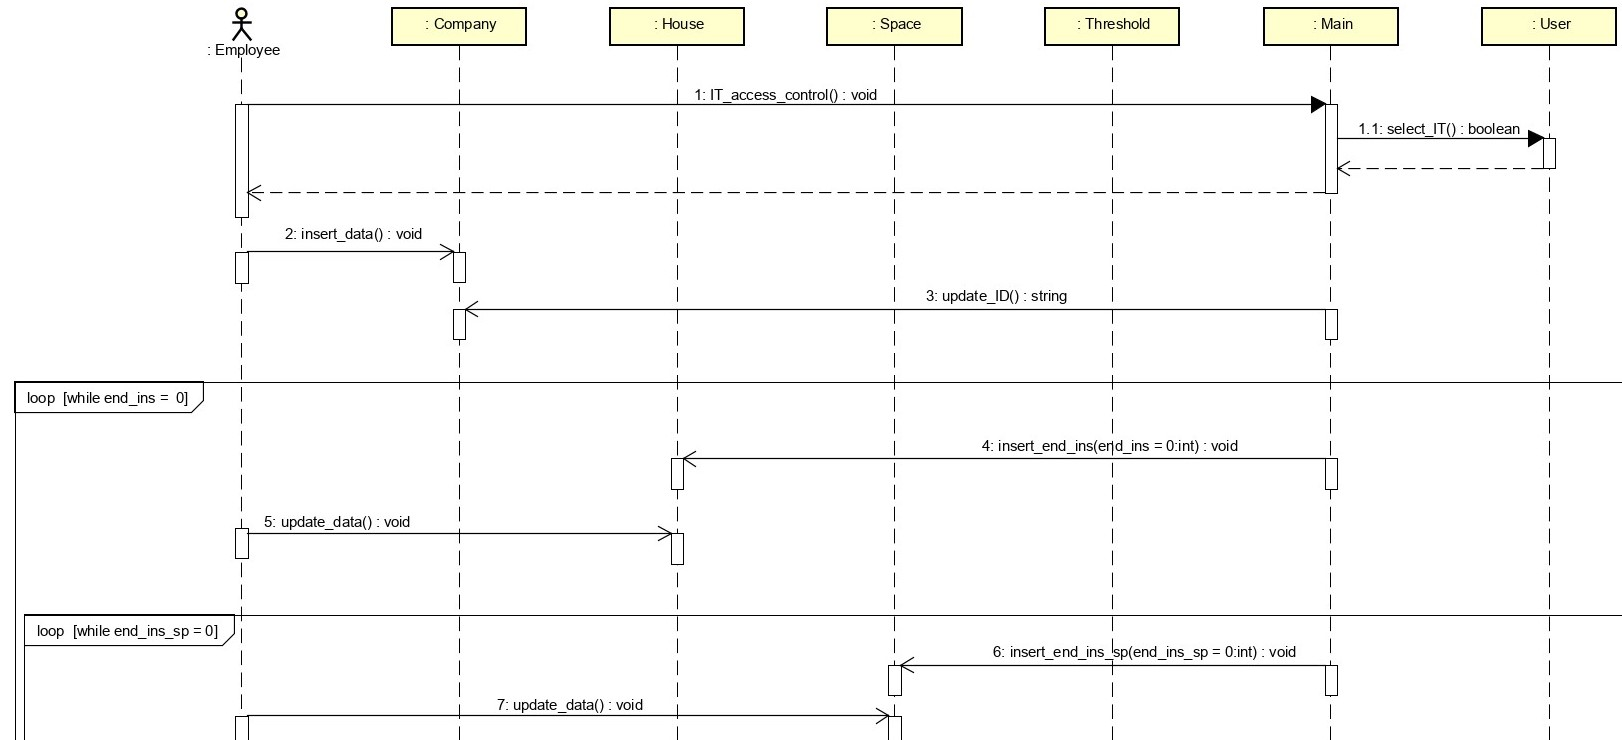 : Employee
: Company
: House
: Space
: Threshold
: Main
: User
1: IT_access_control() : void
1.1: select_IT() : boolean
2: insert_data() : void
3: update_ID() : string
loop [while end_ins = 0]
4: insert_end_ins(end_ins = 0:int) : void
5: update_data() : void
loop [while end_ins_sp = 0]
6: insert_end_ins_sp(end_ins_sp = 0:int) : void
7: update_data() : void